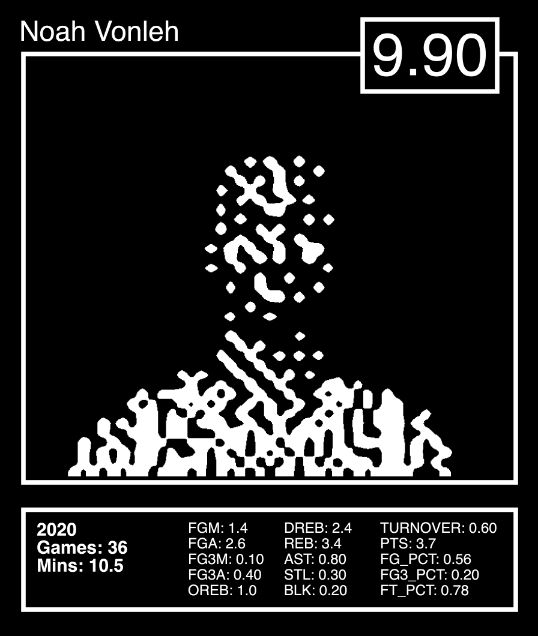 Noah Vonleh
9.90
2020
Games: 36
Mins: 10.5
FGM: 1.4
FGA: 2.6
FG3M: 0.10
FG3A: 0.40
OREB: 1.0
DREB: 2.4
REB: 3.4
AST: 0.80
STL: 0.30
BLK: 0.20
TURNOVER: 0.60
PTS: 3.7
FG_PCT: 0.56
FG3_PCT: 0.20
FT_PCT: 0.78